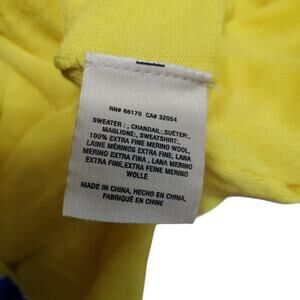 RN# 66170 CA# 32054
SWEATER : , CHANDAIL:,SUÉTER:,
MAGLIONE:, SWEATSHIRT:,
100% EXTRA FINE MERINO WOOL,
LAINE MÉRINOS EXTRA FINE, LANA
MERINO EXTRA FINA , LANA MERINO
EXTRA FINE,EXTRA FEINE MERINO
WOLLE
MADE IN CHINA, HECHO EN CHINA,
FABRIQUÉ EN CHINE